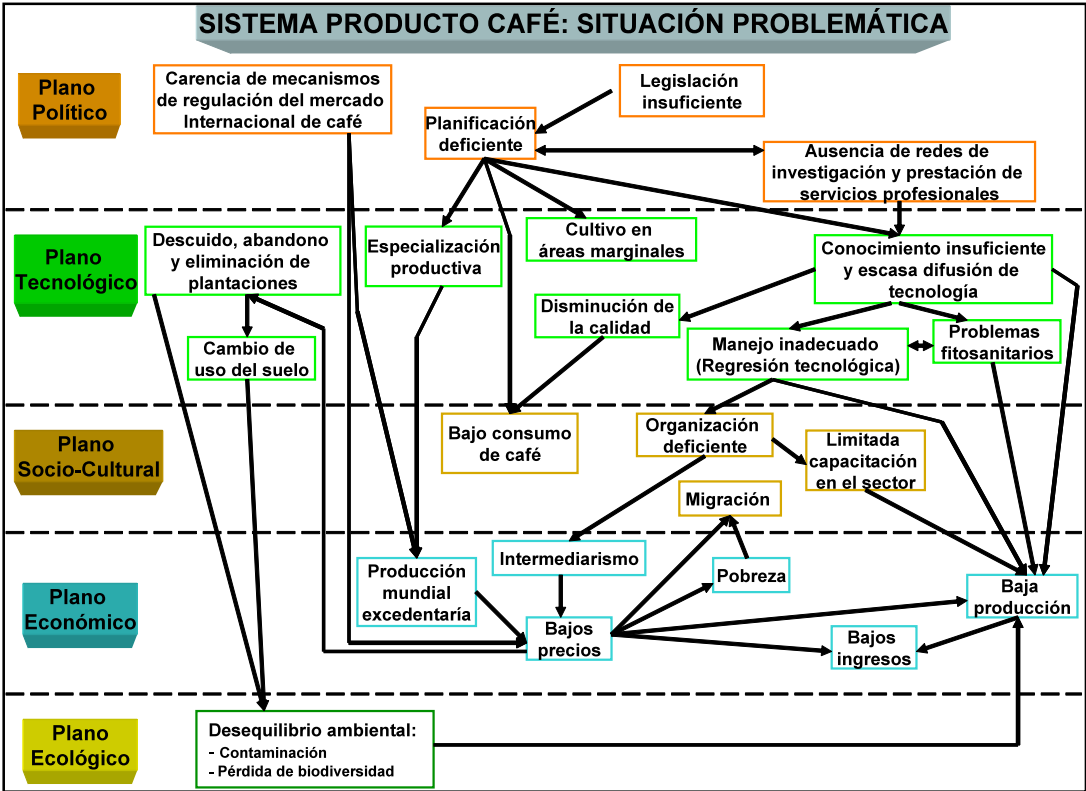 SISTEMA PRODUCTO CAFÉ: SITUACIÓN PROBLEMÁTICA
Plano
Político
Carencia de mecanismos
de regulación del mercado
Internacional de café
Planificación
deficiente
Legislación
insuficiente
Ausencia de redes de
investigación y prestación de
servicios profesionales
Plano
Tecnológico
Descuido, abandono
y eliminación de
plantaciones
Especialización
productiva
Cultivo en
áreas marginales
Conocimiento insuficiente
y escasa difusión de
tecnología
Disminución de
la calidad
Cambio de
uso del suelo
Manejo inadecuado
(Regresión tecnológica)
Problemas
fitosanitarios
Plano
Socio-Cultural
Bajo consumo
de café
Organización
deficiente
Limitada
capacitación
en el sector
Migración
Plano
Económico
Producción
mundial
excedentaría
Intermediarismo
Pobreza
Bajos
precios
Bajos
ingresos
Baja
producción
Plano
Ecológico
Desequilibrio ambiental:
- Contaminación
- Pérdida de biodiversidad